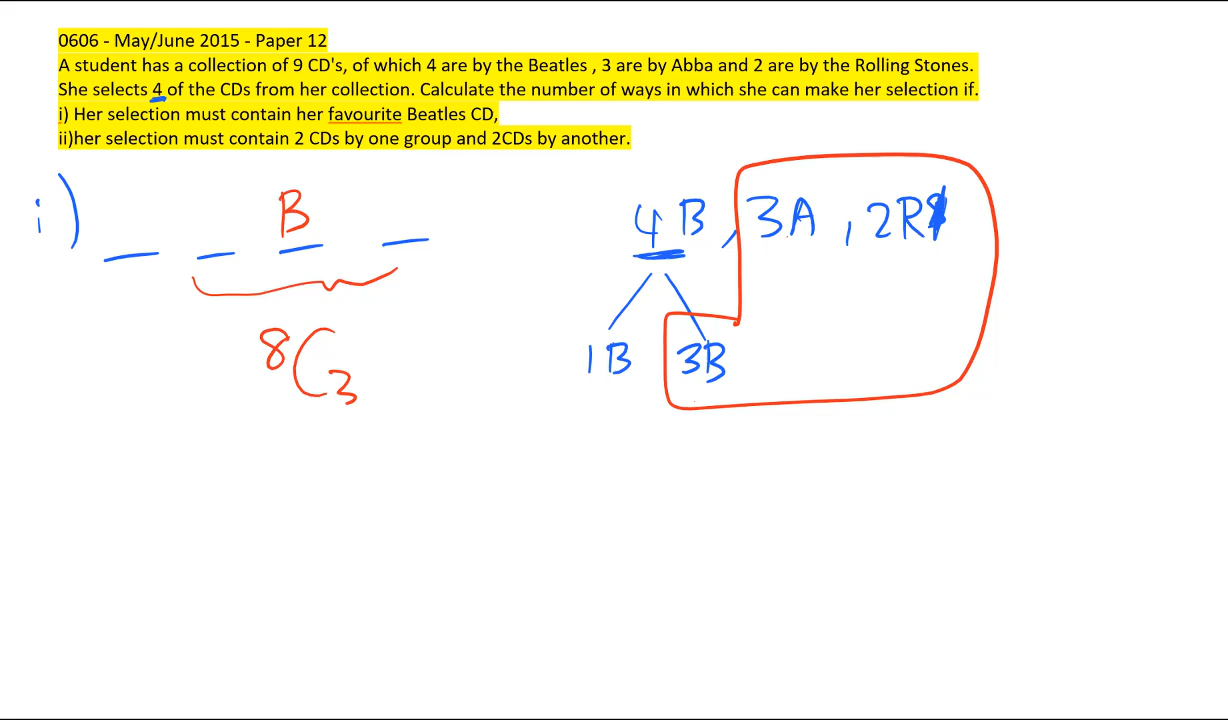 0606 - May/June 2015 - Paper 12
A student has a collection of 9 CD's, of which 4 are by the Beatles , 3 are by Abba and 2 are by the Rolling Stones.
She selects 4 of the CDs from her collection. Calculate the number of ways in which she can make her selection if.
i) Her selection must contain her favourite Beatles CD,
ii)her selection must contain 2 CDs by one group and 2CDs by another.
i) B 4B, 3A, 2R
8C3 1B 3B